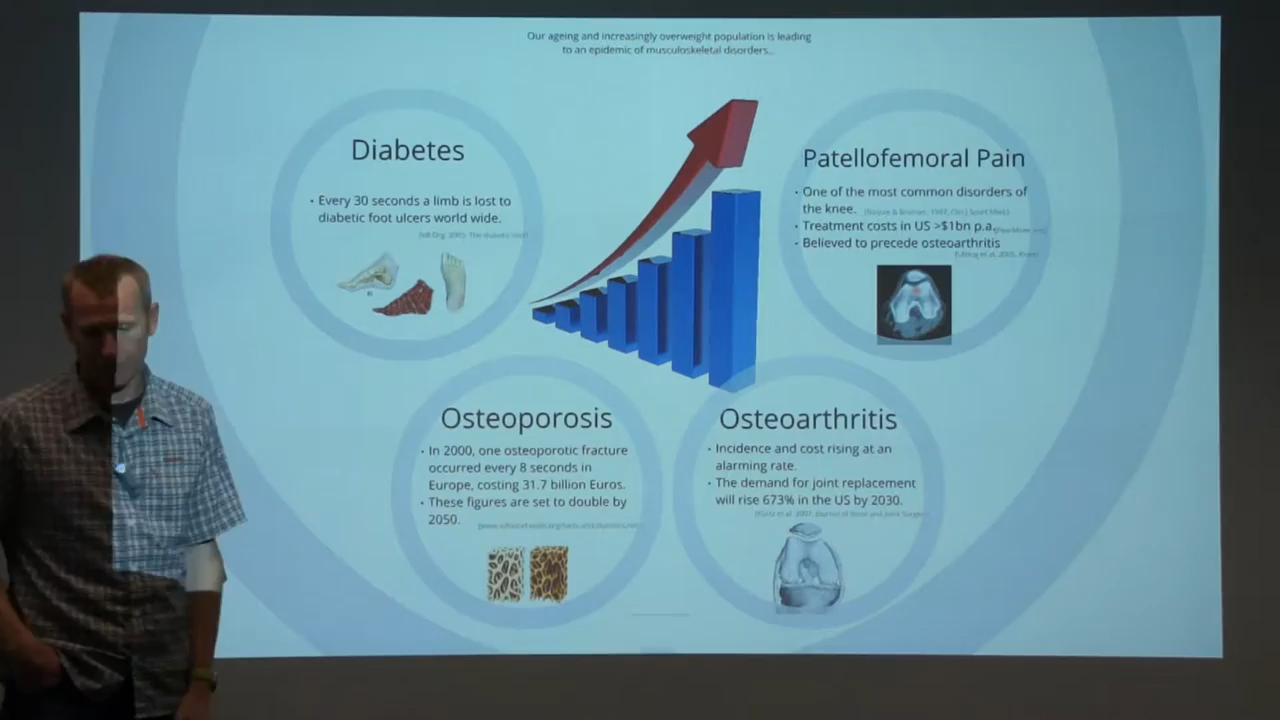 Our ageing and increasingly overweight population is leading
to an epidemic of musculoskeletal disorders...
Diabetes
• Every 30 seconds a limb is lost to
diabetic foot ulcers world wide.
Patellofemoral Pain
• One of the most common disorders of
the knee.
• Treatment costs in US >$1bn p.a.
• Believed to precede osteoarthritis
Osteoporosis
• In 2000, one osteoporotic fracture
occurred every 8 seconds in
Europe, costing 31.7 billion Euros.
• These figures are set to double by
2050.
Osteoarthritis
• Incidence and cost rising at an
alarming rate.
• The demand for joint replacement
will rise 673% in the US by 2030.